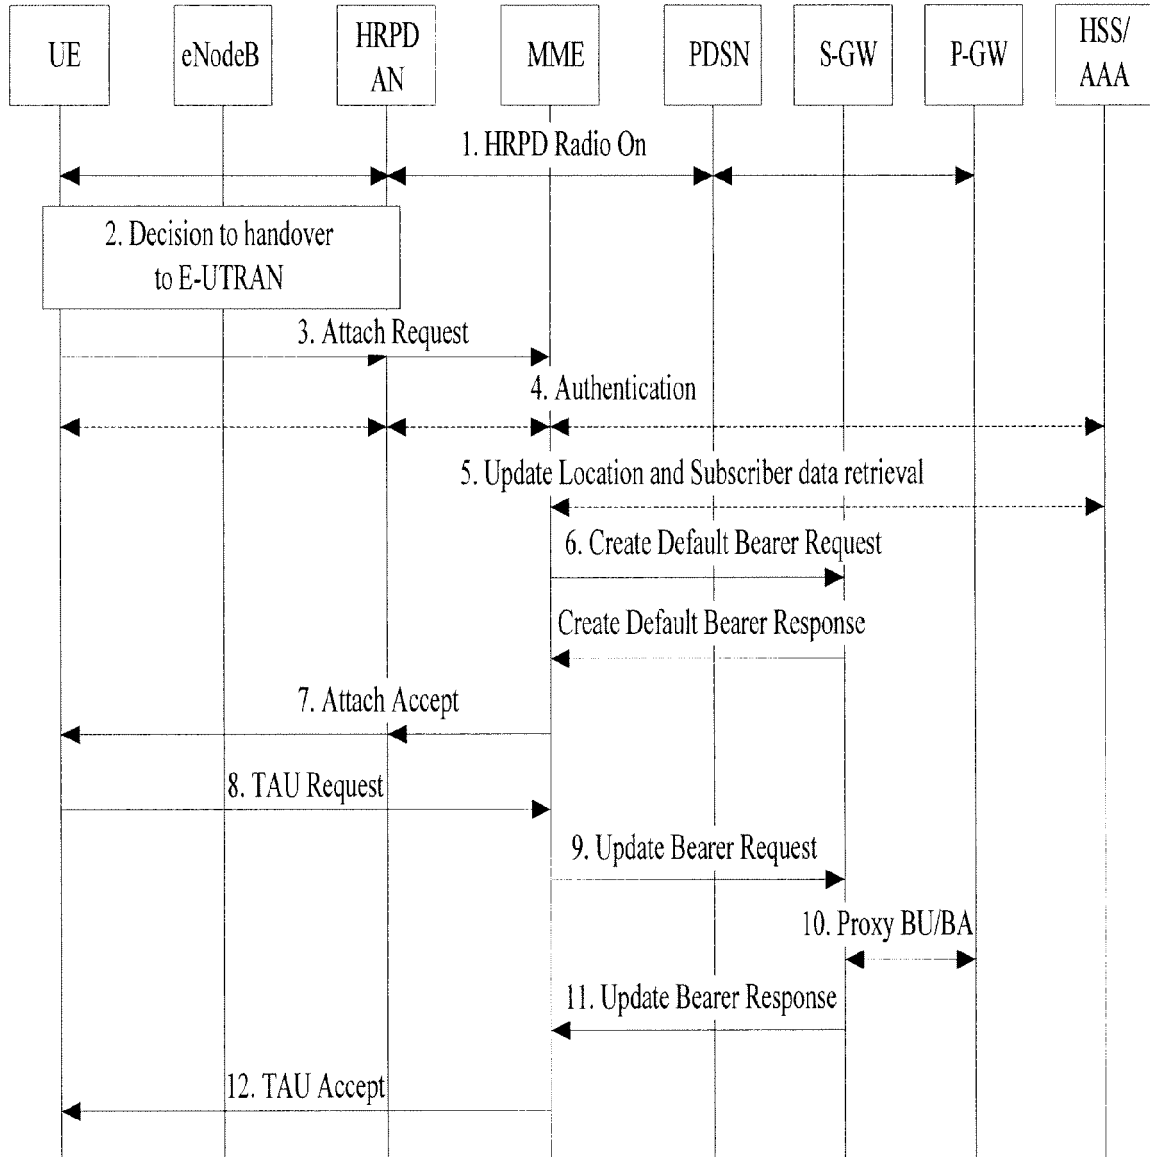 UE
eNodeB
HRPD
AN
MME
PDSN
S-GW
P-GW
HSS/
AAA
1. HRPD Radio On
2. Decision to handover
to E-UTRAN
3. Attach Request
4. Authentication
5. Update Location and Subscriber data retrieval
6. Create Default Bearer Request
Create Default Bearer Response
7. Attach Accept
8. TAU Request
9. Update Bearer Request
10. Proxy BU/BA
11. Update Bearer Response
12. TAU Accept